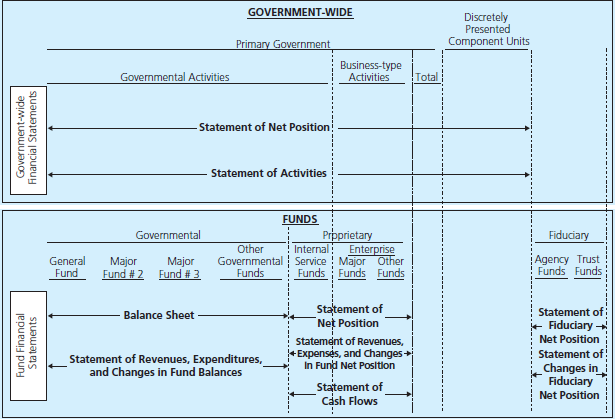 GOVERNMENT-WIDE
Discretely
Presented
Component Units
Primary Government
Governmental Activities
Business-type
Activities
Total
Government-wide
Financial Statements
Statement of Net Position
Statement of Activities
FUNDS
Governmental
Proprietary
Fiduciary
General
Fund
Major
Fund # 2
Major
Fund # 3
Other
Governmental
Funds
Internal
Service
Funds
Enterprise
Major
Funds
Other
Funds
Agency
Funds
Trust
Funds
Fund Financial
Statements
Balance Sheet
Statement of
Net Position
Statement of
Fiduciary
Net Position
Statement of Revenues, Expenditures,
and Changes in Fund Balances
Statement of Revenues,
Expenses, and Changes
in Fund Net Position
Statement of
Changes in
Fiduciary
Net Position
Statement of
Cash Flows